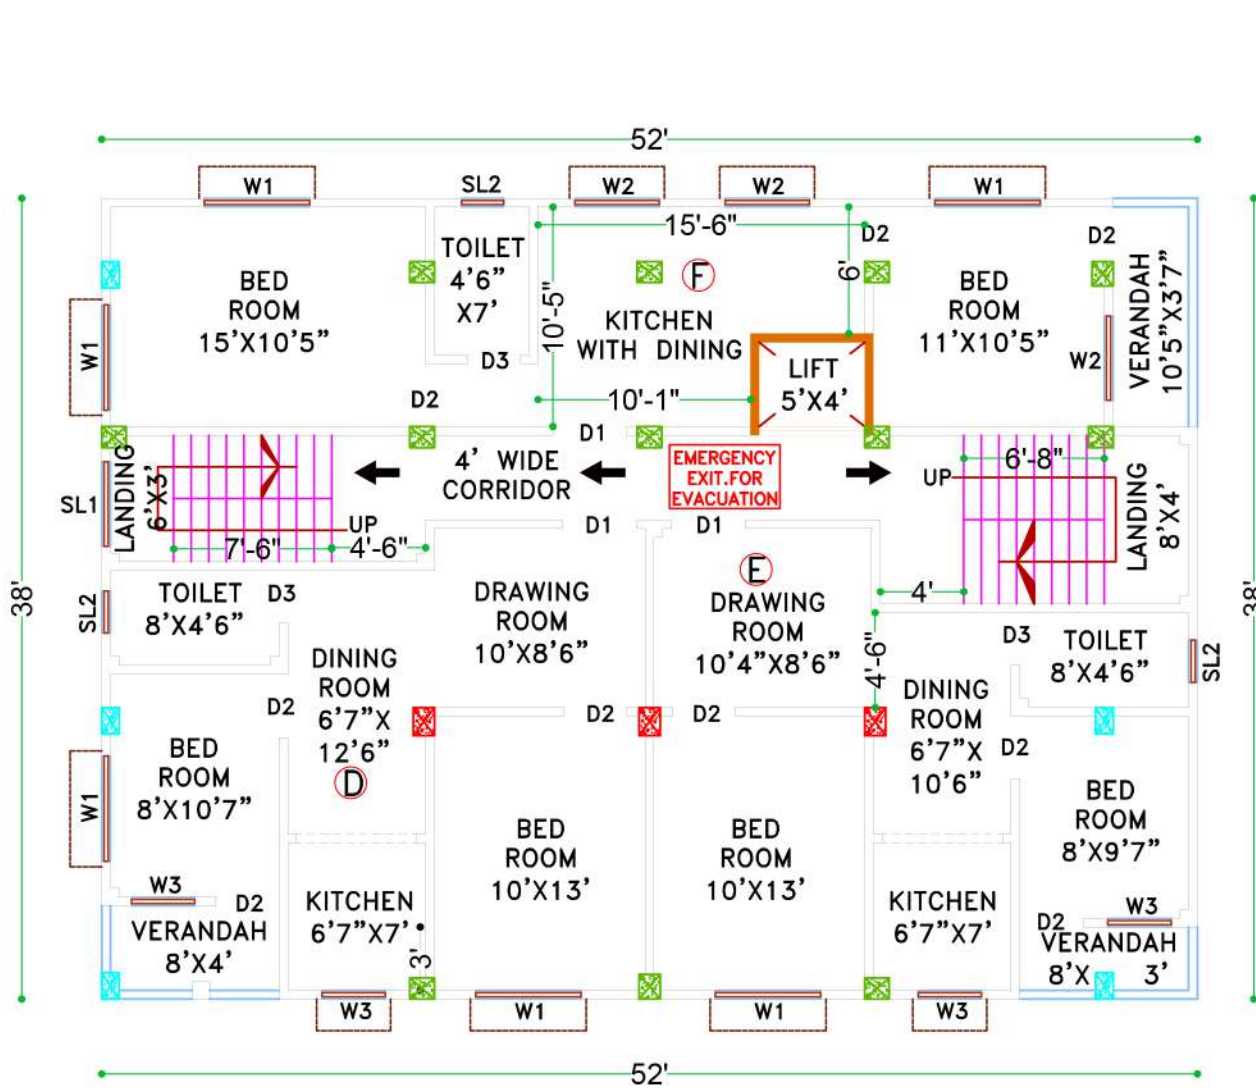 52'
W1
SL2
W2
W2
W1
15'-6"
D2
D2
TOILET
4'6"
X7'
6'
F
BED
ROOM
15'X10'5"
10'-5"
KITCHEN
WITH DINING
BED
ROOM
11'X10'5"
VERANDAH
10'5"X3'7"
W1
D3
LIFT
5'X4'
W2
D2
10'-1"
D1
LANDING
6'X3'
4' WIDE
CORRIDOR
EMERGENCY
EXIT.FOR
EVACUATION
6'-8"
UP
LANDING
8'X4'
SL1
UP
7'-6"
4'-6"
D1
D1
E
38'
38'
TOILET
8'X4'6"
D3
SL2
DRAWING
ROOM
10'X8'6"
DRAWING
ROOM
10'4"X8'6"
4'
4'-6"
D3
TOILET
8'X4'6"
SL2
DINING
ROOM
6'7"X
12'6"
D
D2
D2
D2
DINING
ROOM
6'7"X
10'6"
D2
BED
ROOM
8'X10'7"
W1
BED
ROOM
8'X9'7"
BED
ROOM
10'X13'
BED
ROOM
10'X13'
W3
D2
KITCHEN
6'7"X7'
3'
KITCHEN
6'7"X7'
W3
D2
VERANDAH
8'X4'
VERANDAH
8'X 3'
W3
W1
W1
W3
52'